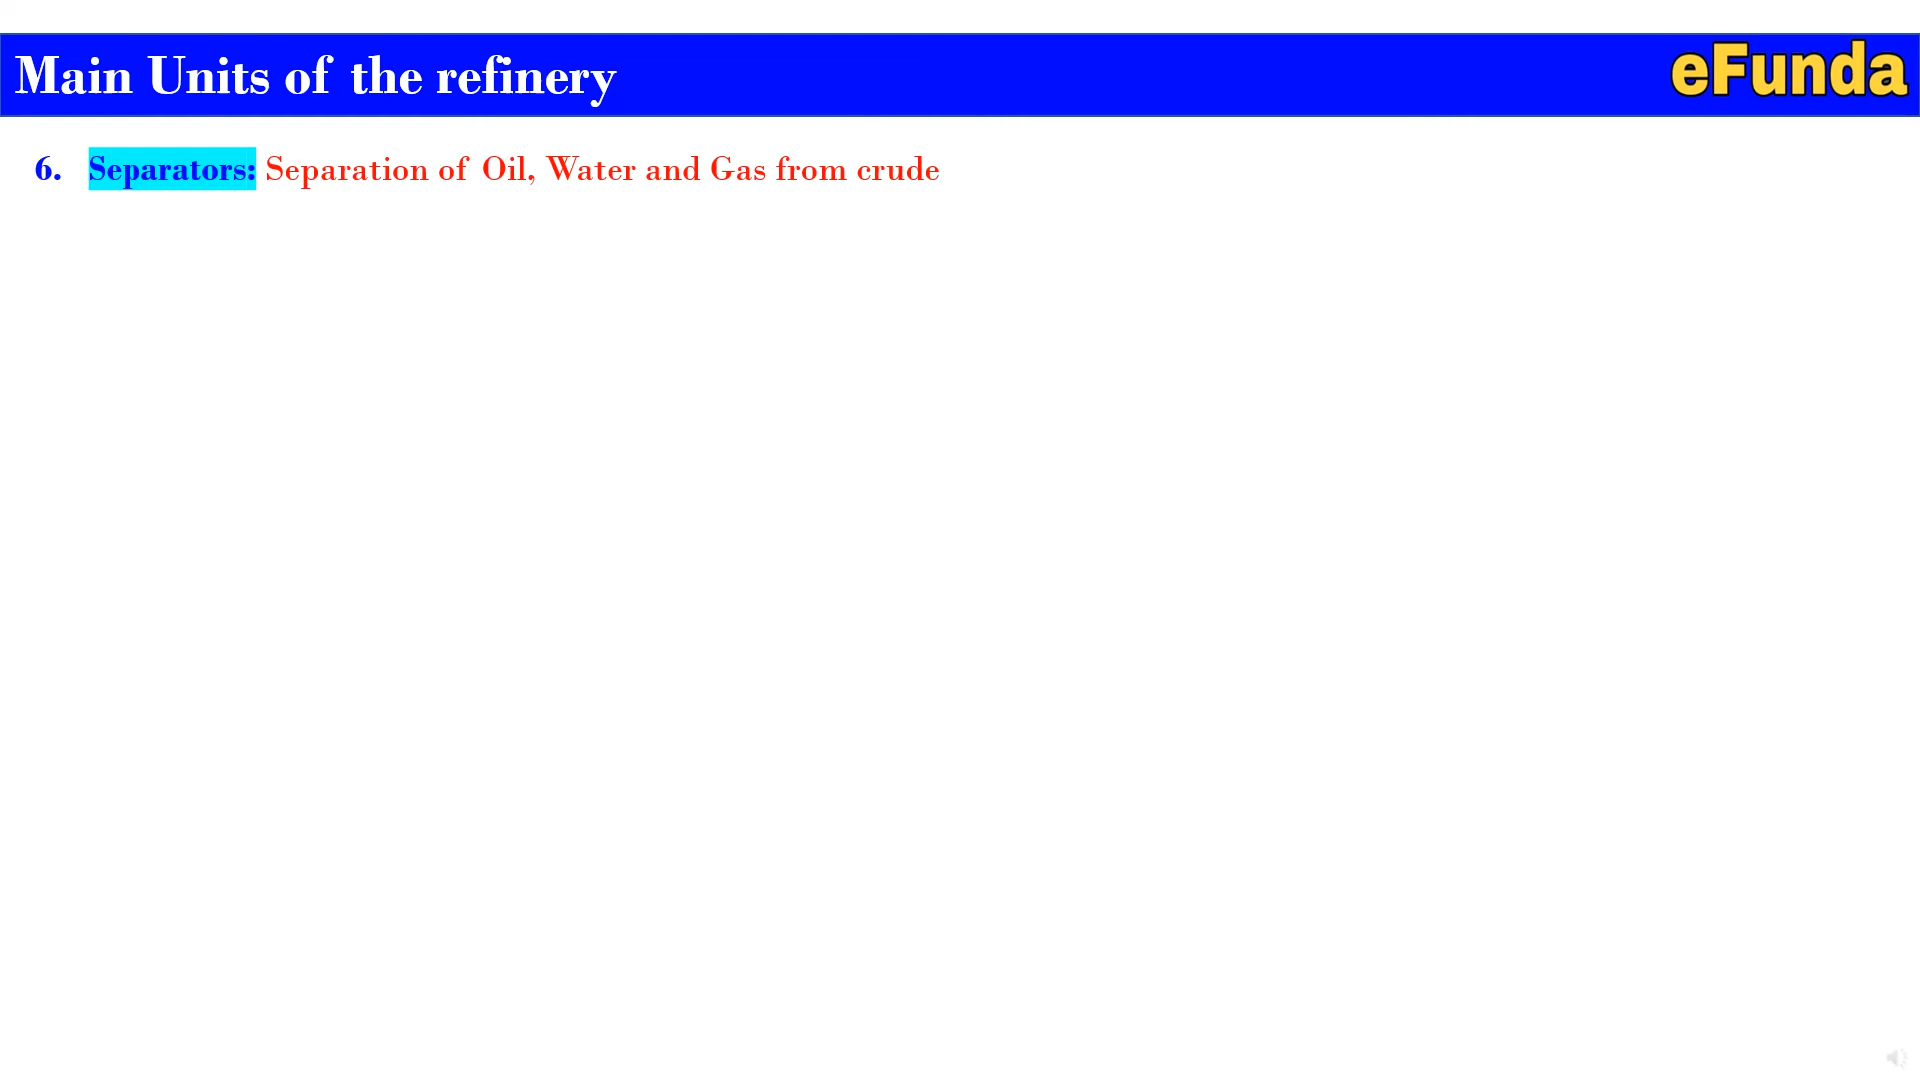 Main Units of the refinery
eFunda
6. Separators: Separation of Oil, Water and Gas from crude